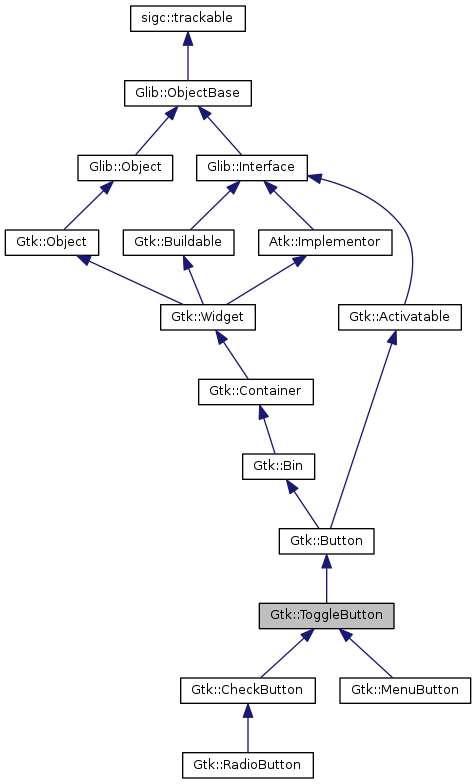 sigc::trackable
Glib::ObjectBase
Glib::Object
Glib::Interface
Gtk::Object
Gtk::Buildable
Atk::Implementor
Gtk::Widget
Gtk::Activatable
Gtk::Container
Gtk::Bin
Gtk::Button
Gtk::ToggleButton
Gtk::CheckButton
Gtk::MenuButton
Gtk::RadioButton